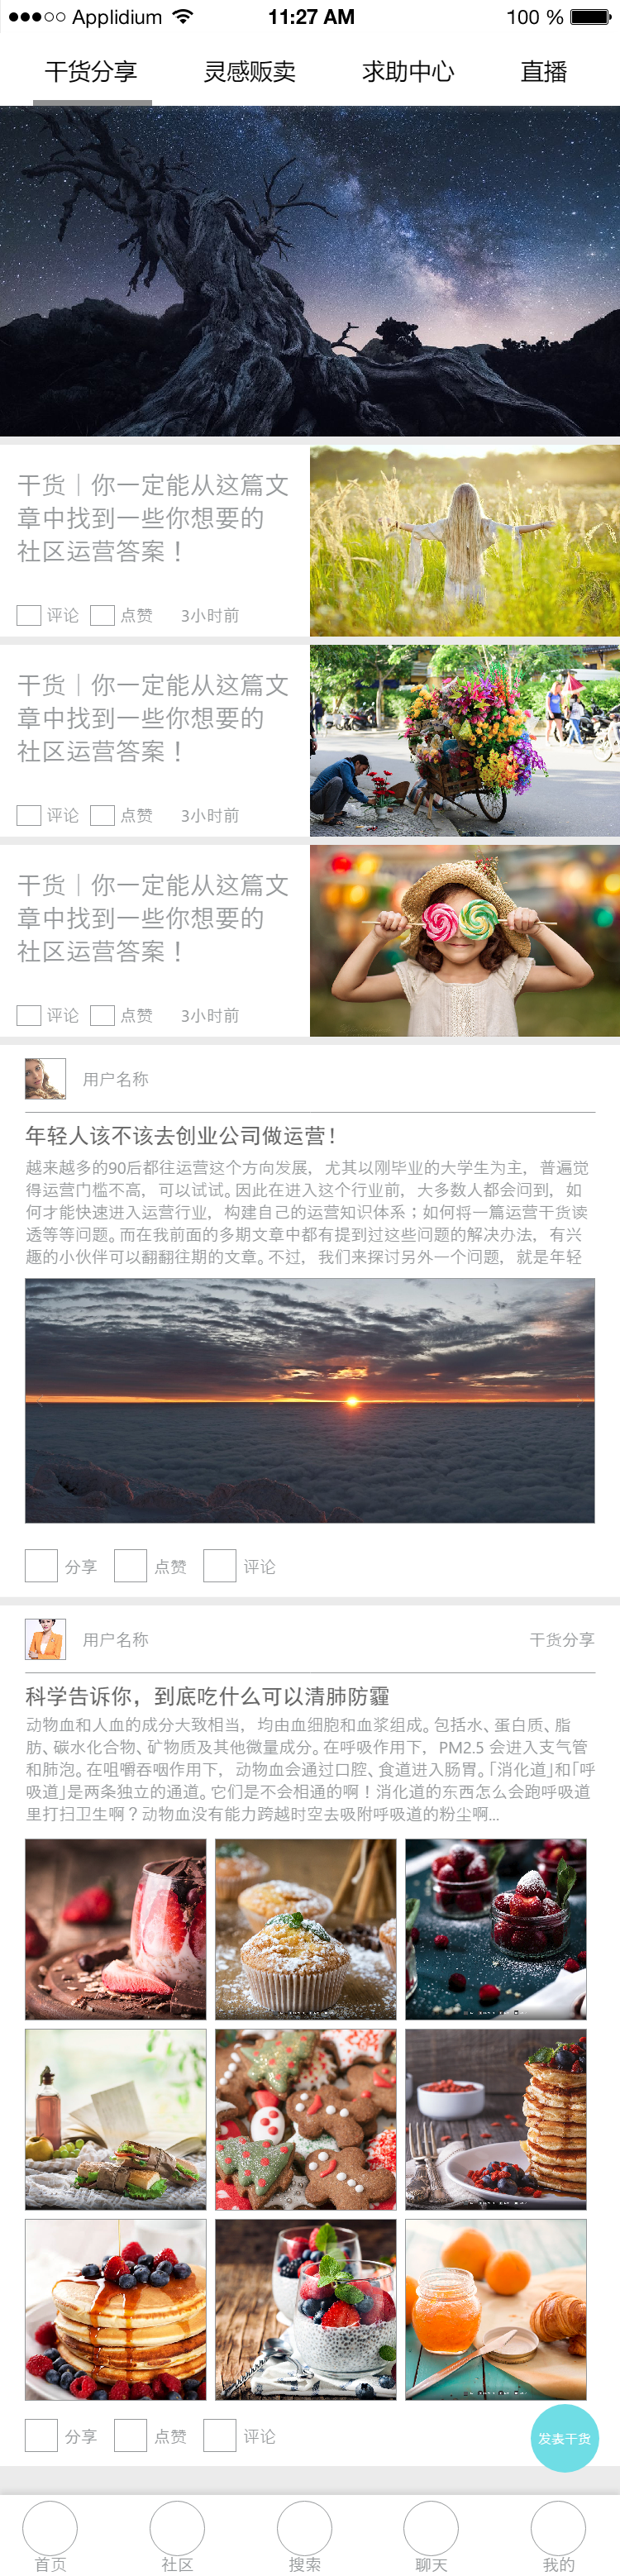 Applidium 11:27 AM 100 %
干货分享 灵感贩卖 求助中心 直播
干货｜你一定能从这篇文
章中找到一些你想要的
社区运营答案！
评论 点赞 3小时前
干货｜你一定能从这篇文
章中找到一些你想要的
社区运营答案！
评论 点赞 3小时前
干货｜你一定能从这篇文
章中找到一些你想要的
社区运营答案！
评论 点赞 3小时前
用户名称
年轻人该不该去创业公司做运营！
越来越多的90后都往运营这个方向发展，尤其以刚毕业的大学生为主，普遍觉
得运营门槛不高，可以试试。因此在进入这个行业前，大多数人都会问到，如
何才能快速进入运营行业，构建自己的运营知识体系；如何将一篇运营干货读
透等等问题。而在我前面的多期文章中都有提到过这些问题的解决办法，有兴
趣的小伙伴可以翻翻往期的文章。不过，我们来探讨另外一个问题，就是年轻
分享 点赞 评论
用户名称 干货分享
科学告诉你，到底吃什么可以清肺防霾
动物血和人血的成分大致相当，均由血细胞和血浆组成。包括水、蛋白质、脂
肪、碳水化合物、矿物质及其他微量成分。在呼吸作用下，PM2.5 会进入支气管
和肺泡。在咀嚼吞咽作用下，动物血会通过口腔、食道进入肠胃。「消化道」和「呼
吸道」是两条独立的通道。它们是不会相通的啊！消化道的东西怎么会跑呼吸道
里打扫卫生啊？动物血没有能力跨越时空去吸附呼吸道的粉尘啊...
分享 点赞 评论
发表干货
首页 社区 搜索 聊天 我的